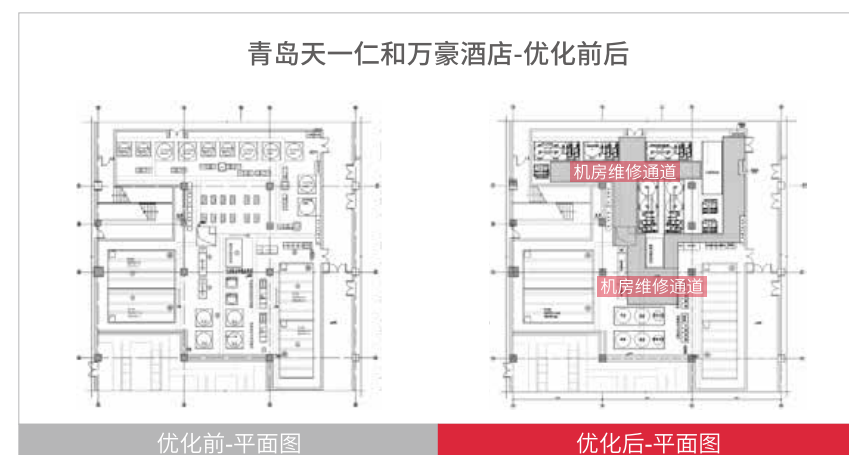 青岛天一仁和万豪酒店-优化前后
机房维修通道
机房维修通道
优化前-平面图
优化后-平面图